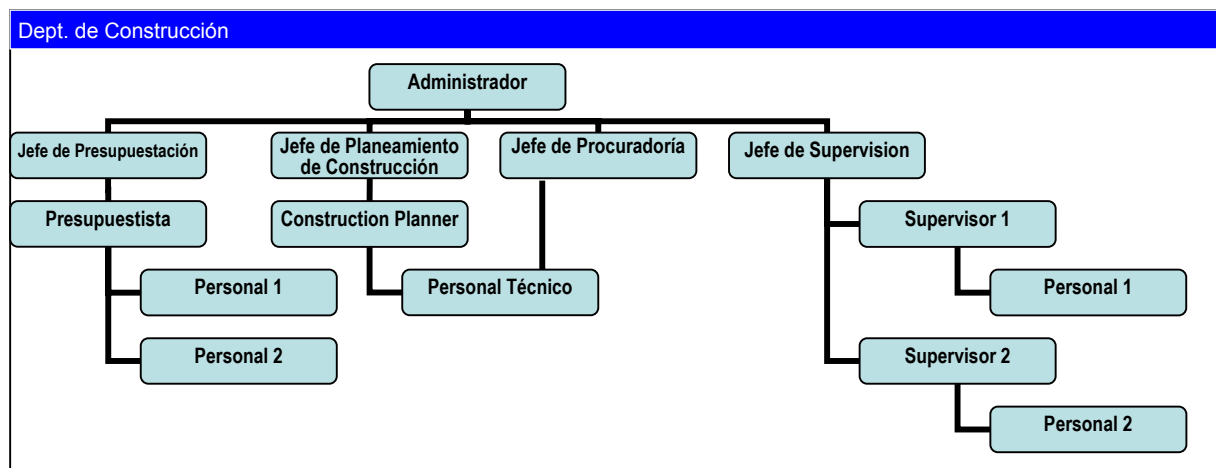 Dept. de Construcción
Administrador
Jefe de Presupuestación
Jefe de Planeamiento
de Construcción
Jefe de Procuradoría
Jefe de Supervision
Presupuestista
Construction Planner
Supervisor 1
Personal 1
Personal Técnico
Personal 1
Personal 2
Supervisor 2
Personal 2